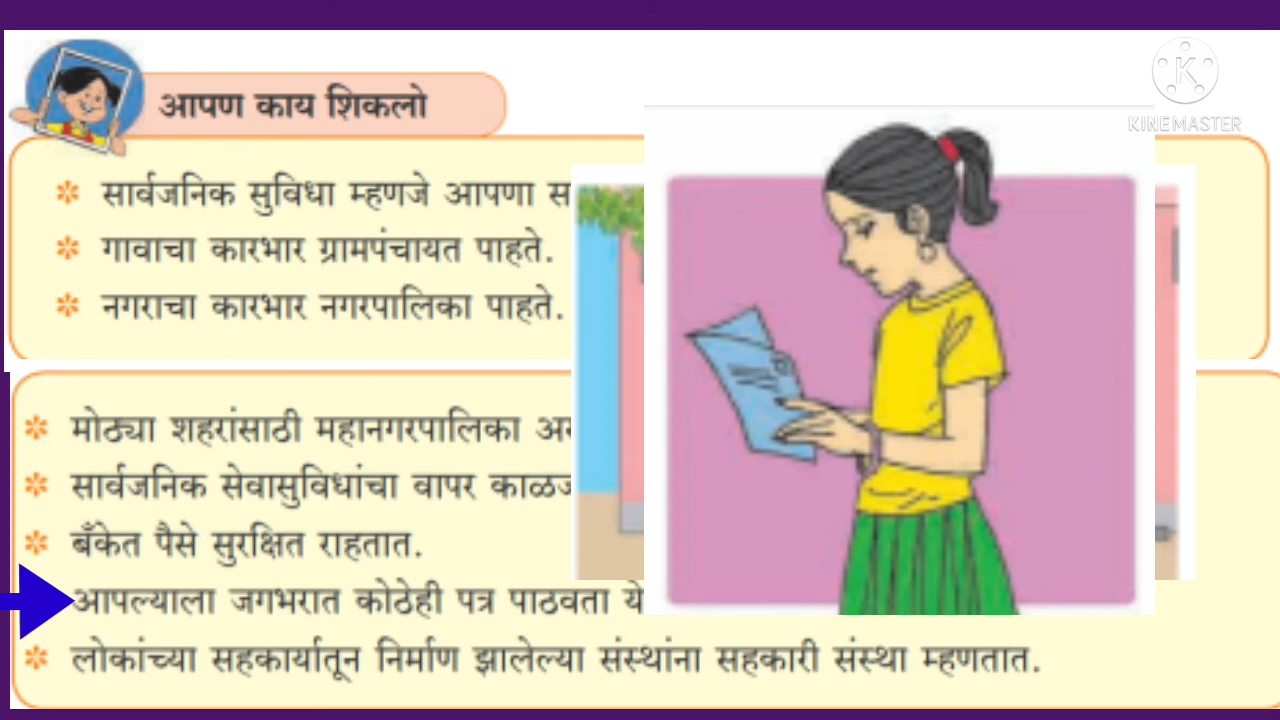 आपण काय शिकलो
KINEMASTER
सार्वजनिक सुविधा म्हणजे आपणा
गावाचा कारभार ग्रामपंचायत पाहते.
नगराचा कारभार नगरपालिका पाहते.
मोठ्या शहरांसाठी महानगरपालिका
सार्वजनिक सेवासुविधांचा वापर
बँकेत पैसे सुरक्षित राहतात.
आपल्याला जगभरात कोठेही पत्र पाठवता
लोकांच्या सहकार्यातून निर्माण झालेल्या संस्थांना सहकारी संस्था म्हणतात.